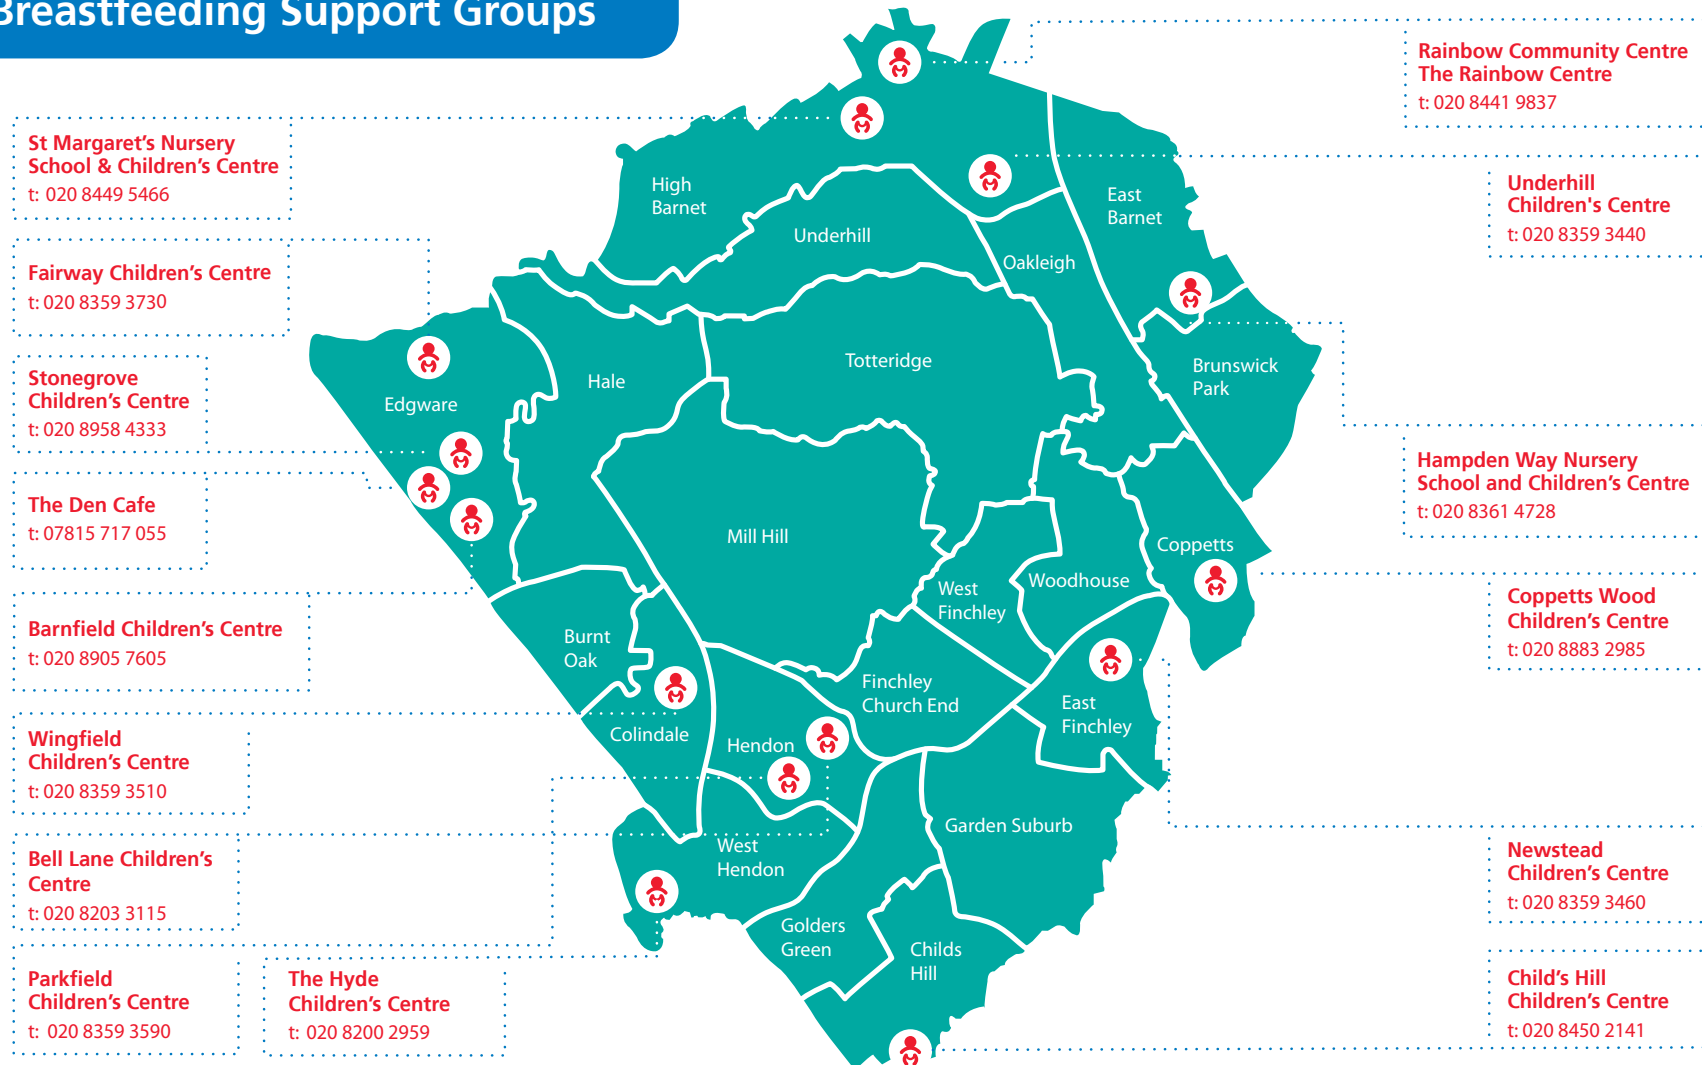 Breastfeeding Support Groups
Rainbow Community Centre
The Rainbow Centre
t: 020 8441 9837
St Margaret's Nursery
School & Children's Centre
t: 020 8449 5466
Underhill
Children's Centre
t: 020 8359 3440
Fairway Children's Centre
t: 020 8359 3730
Stonegrove
Children's Centre
t: 020 8958 4333
The Den Cafe
t: 07815 717 055
Hampden Way Nursery
School and Children's Centre
t: 020 8361 4728
Barnfield Children's Centre
t: 020 8905 7605
Coppetts Wood
Children's Centre
t: 020 8883 2985
Wingfield
Children's Centre
t: 020 8359 3510
Bell Lane Children's
Centre
t: 020 8203 3115
Newstead
Children's Centre
t: 020 8359 3460
Parkfield
Children's Centre
t: 020 8359 3590
The Hyde
Children's Centre
t: 020 8200 2959
Child's Hill
Children's Centre
t: 020 8450 2141
High
Barnet
Underhill
East
Barnet
Oakleigh
Totteridge
Brunswick
Park
Hale
Edgware
Mill Hill
Coppetts
West
Finchley
Woodhouse
Burnt
Oak
Finchley
Church End
East
Finchley
Colindale
Hendon
Garden Suburb
West
Hendon
Golders
Green
Childs
Hill